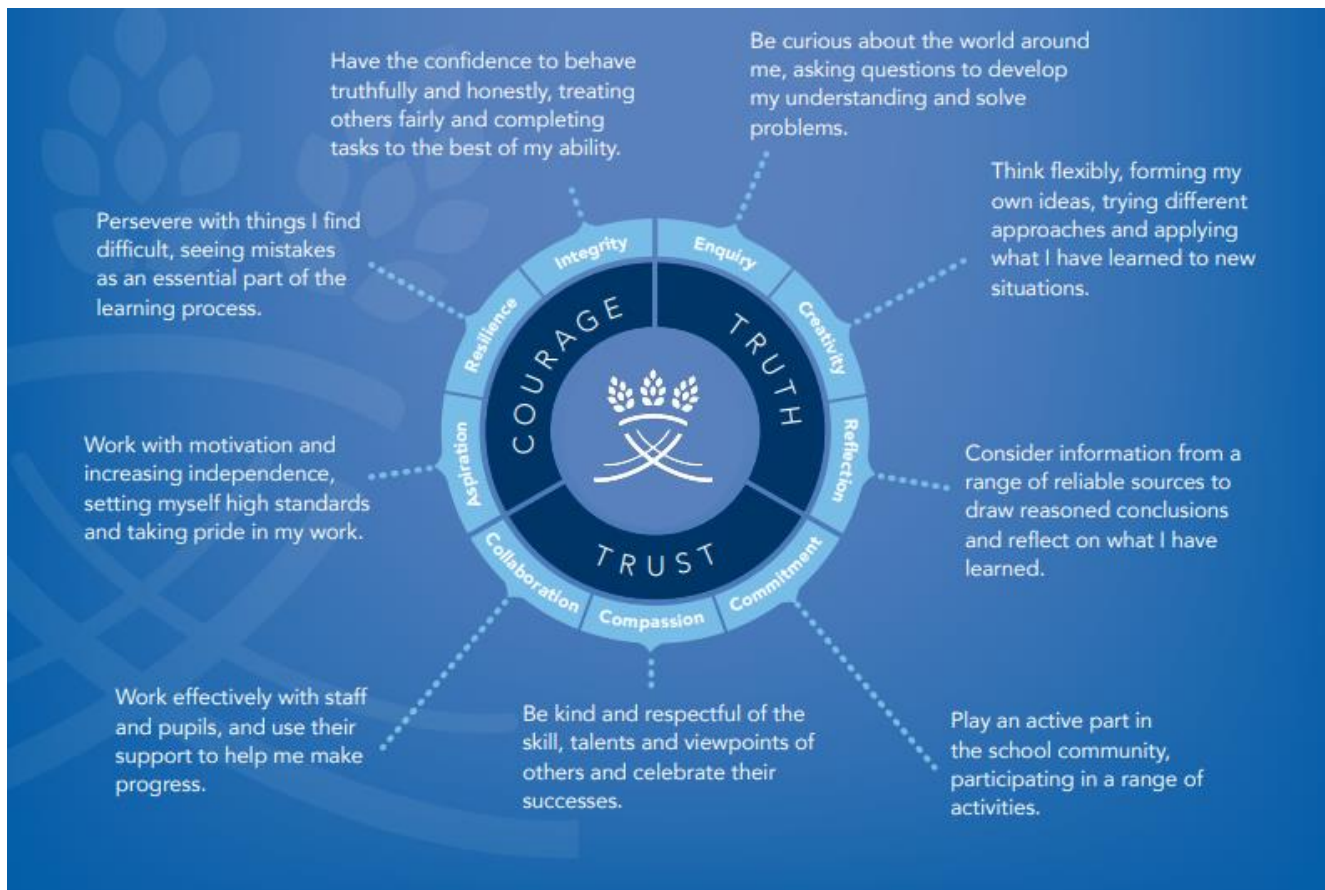 Have the confidence to behave
truthfully and honestly, treating
others fairly and completing
tasks to the best of my ability.
Be curious about the world around
me, asking questions to develop
my understanding and solve
problems.
Think flexibly, forming my
own ideas, trying different
approaches and applying
what I have learned to new
situations.
Persevere with things I find
difficult, seeing mistakes
as an essential part of the
learning process.
Integrity
Enquiry
Resilience
Creativity
COURAGE
TRUTH
Aspiration
Reflection
Work with motivation and
increasing independence,
setting myself high standards
and taking pride in my work.
Consider information from a
range of reliable sources to
draw reasoned conclusions
and reflect on what I have
learned.
TRUST
Collaboration
Compassion
Commitment
Work effectively with staff
and pupils, and use their
support to help me make
progress.
Be kind and respectful of the
skill, talents and viewpoints of
others and celebrate their
successes.
Play an active part in
the school community,
participating in a range of
activities.